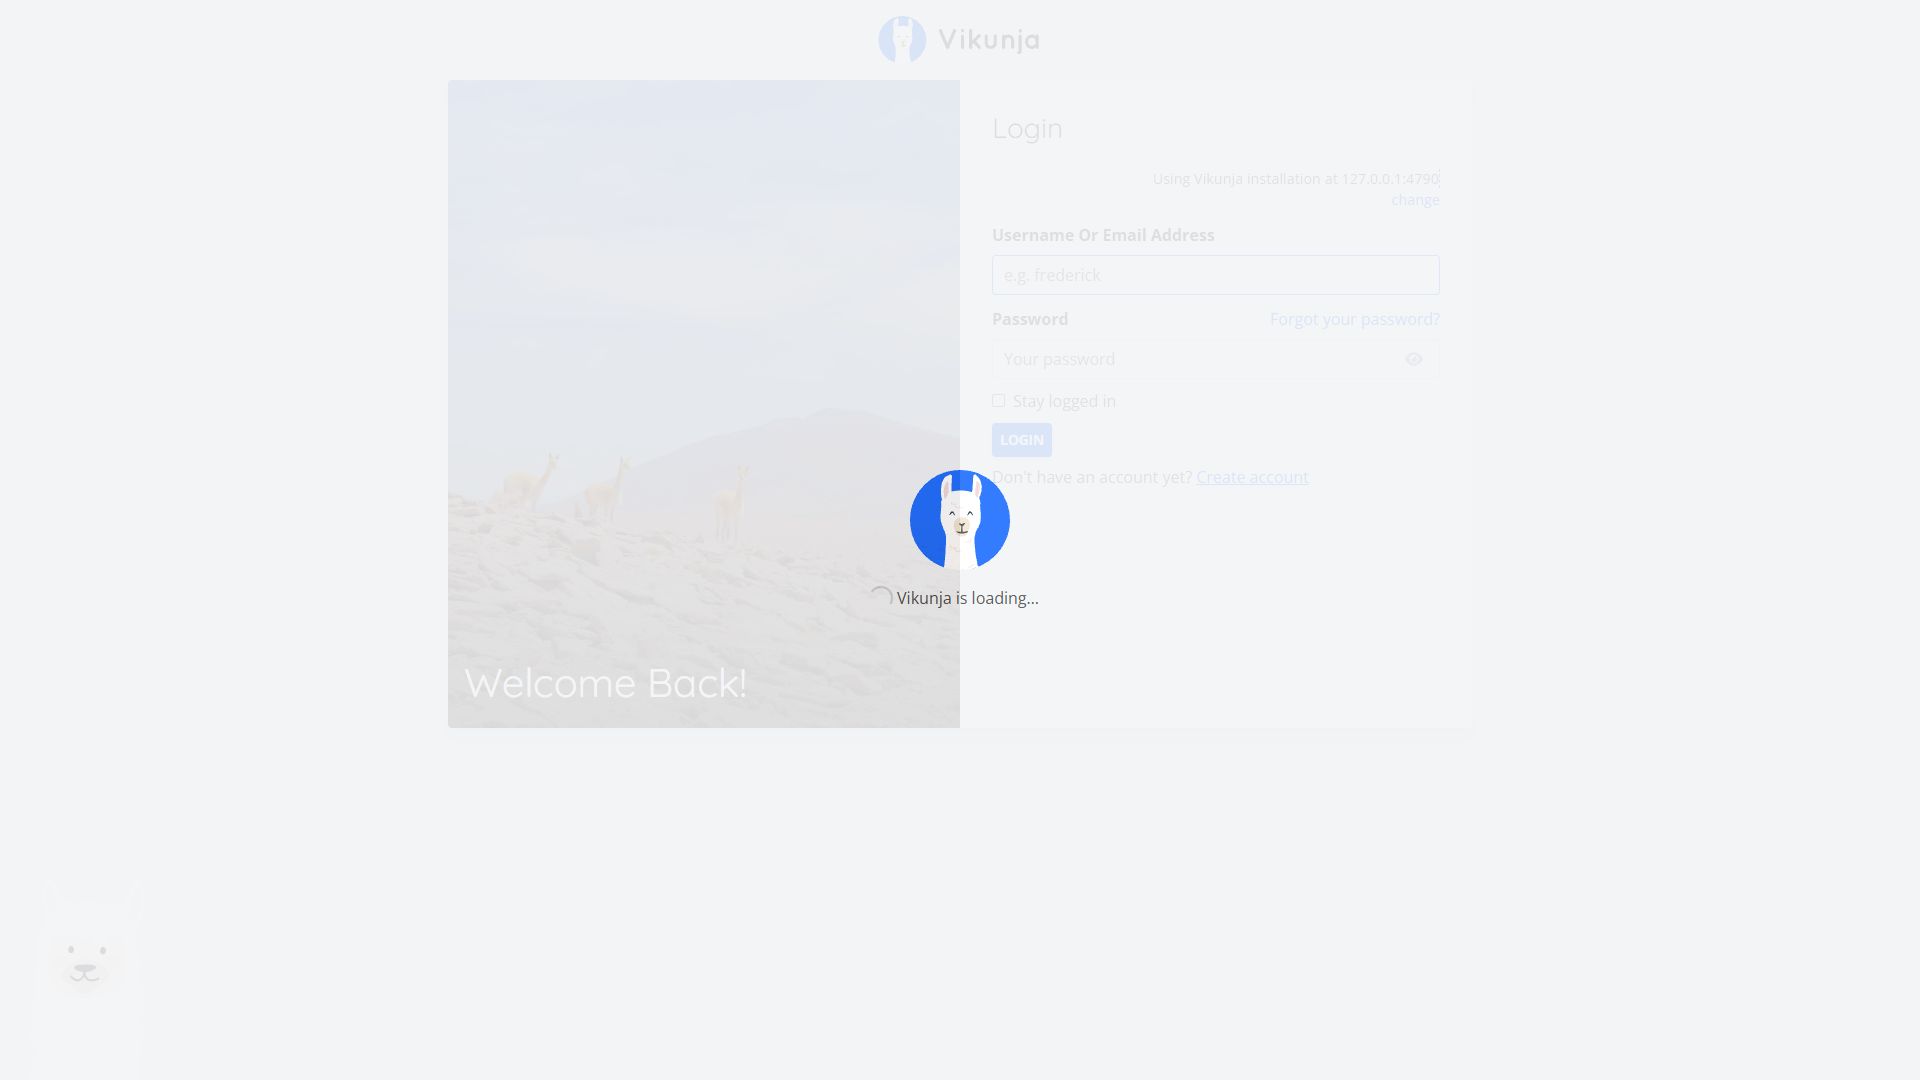 Vikunja
Login
Using Vikunja installation at 127.0.0.1:4790
change
Username Or Email Address
e.g. frederick
Password
Forgot your password?
Your password
Stay logged in
LOGIN
Don't have an account yet? Create account
Vikunja is loading...
Welcome Back!